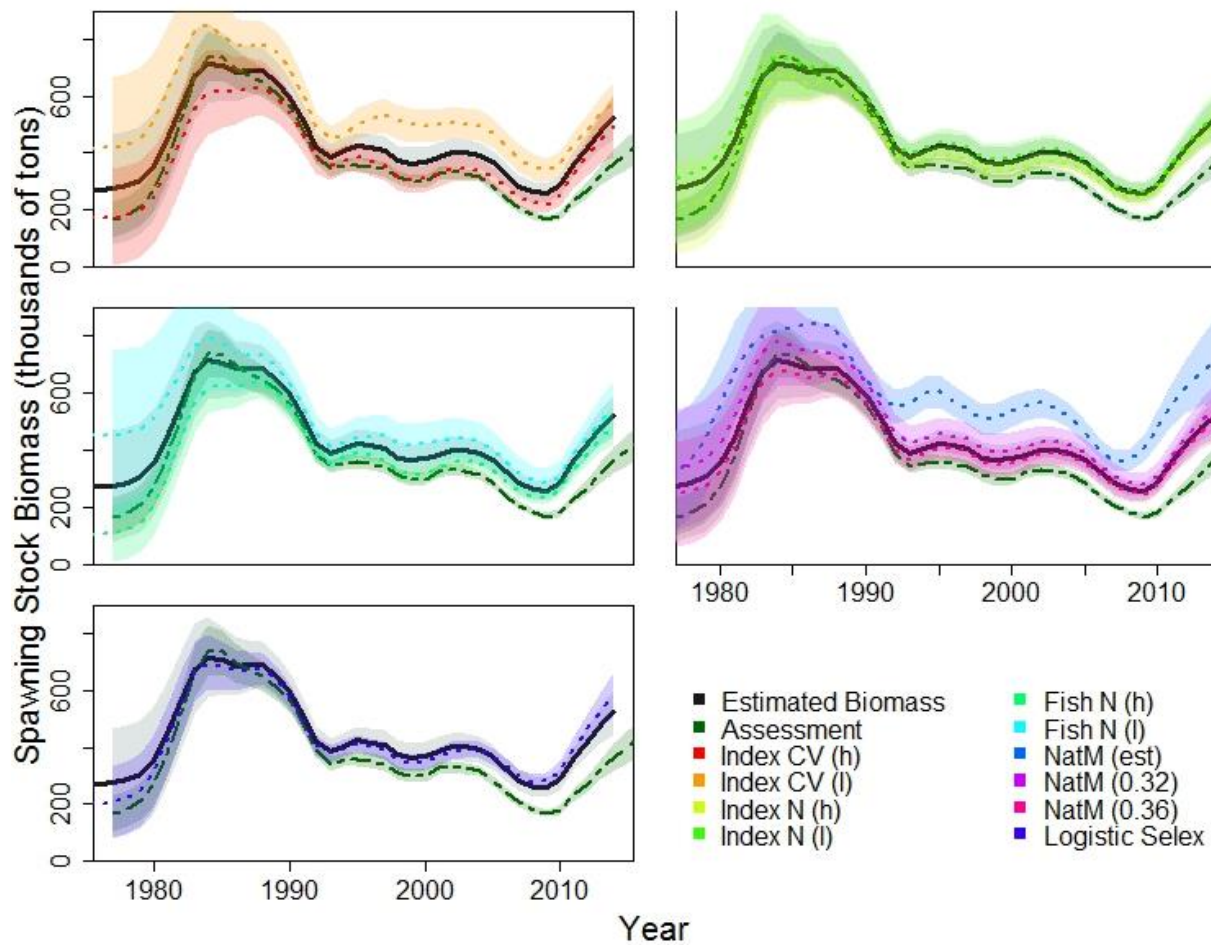 Spawning Stock Biomass (thousands of tons)
600
200
0
600
200
0
1980
1990
2000
2010
600
200
0
1980
1990
2000
2010
Year
Estimated Biomass
Assessment
Index CV (h)
Index CV (l)
Index N (h)
Index N (l)
Fish N (h)
Fish N (l)
NatM (est)
NatM (0.32)
NatM (0.36)
Logistic Selex